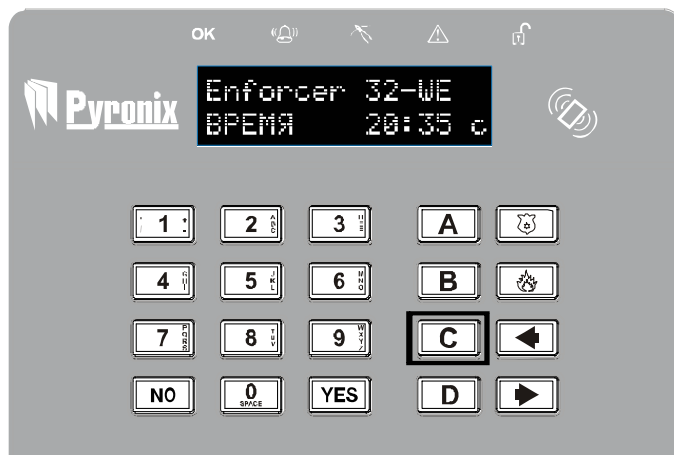 OK
Pyronix
Enforcer 32-WE
ВРЕМЯ 20:35 c
1
2 ABC
3
A
4 GHI
5 JKL
6 MNO
B
7 PQRS
8 TUV
9 WXYZ
C
NO
0 SPACE
YES
D